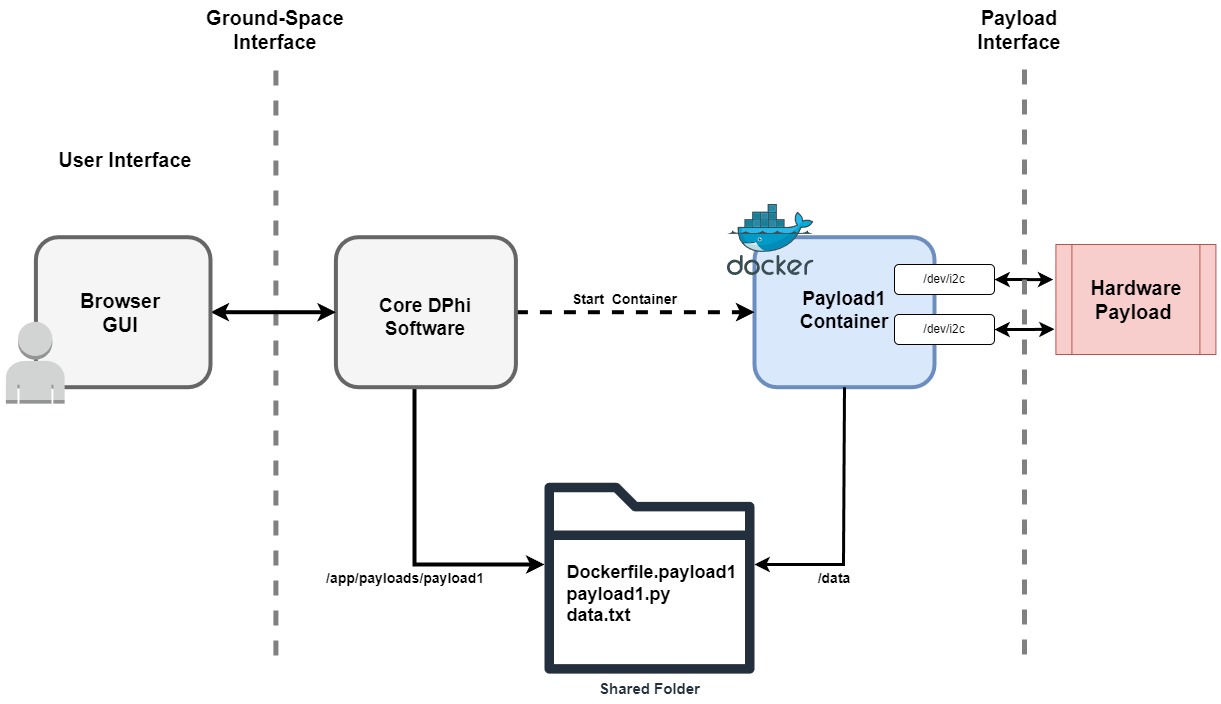 Ground-Space
Interface
Payload
Interface
User Interface
Browser
GUI
Core DPhi
Software
Start Container
docker
Payload1
Container
/dev/i2c
/dev/i2c
Hardware
Payload
/app/payloads/payload1
Dockerfile.payload1
payload1.py
data.txt
/data
Shared Folder